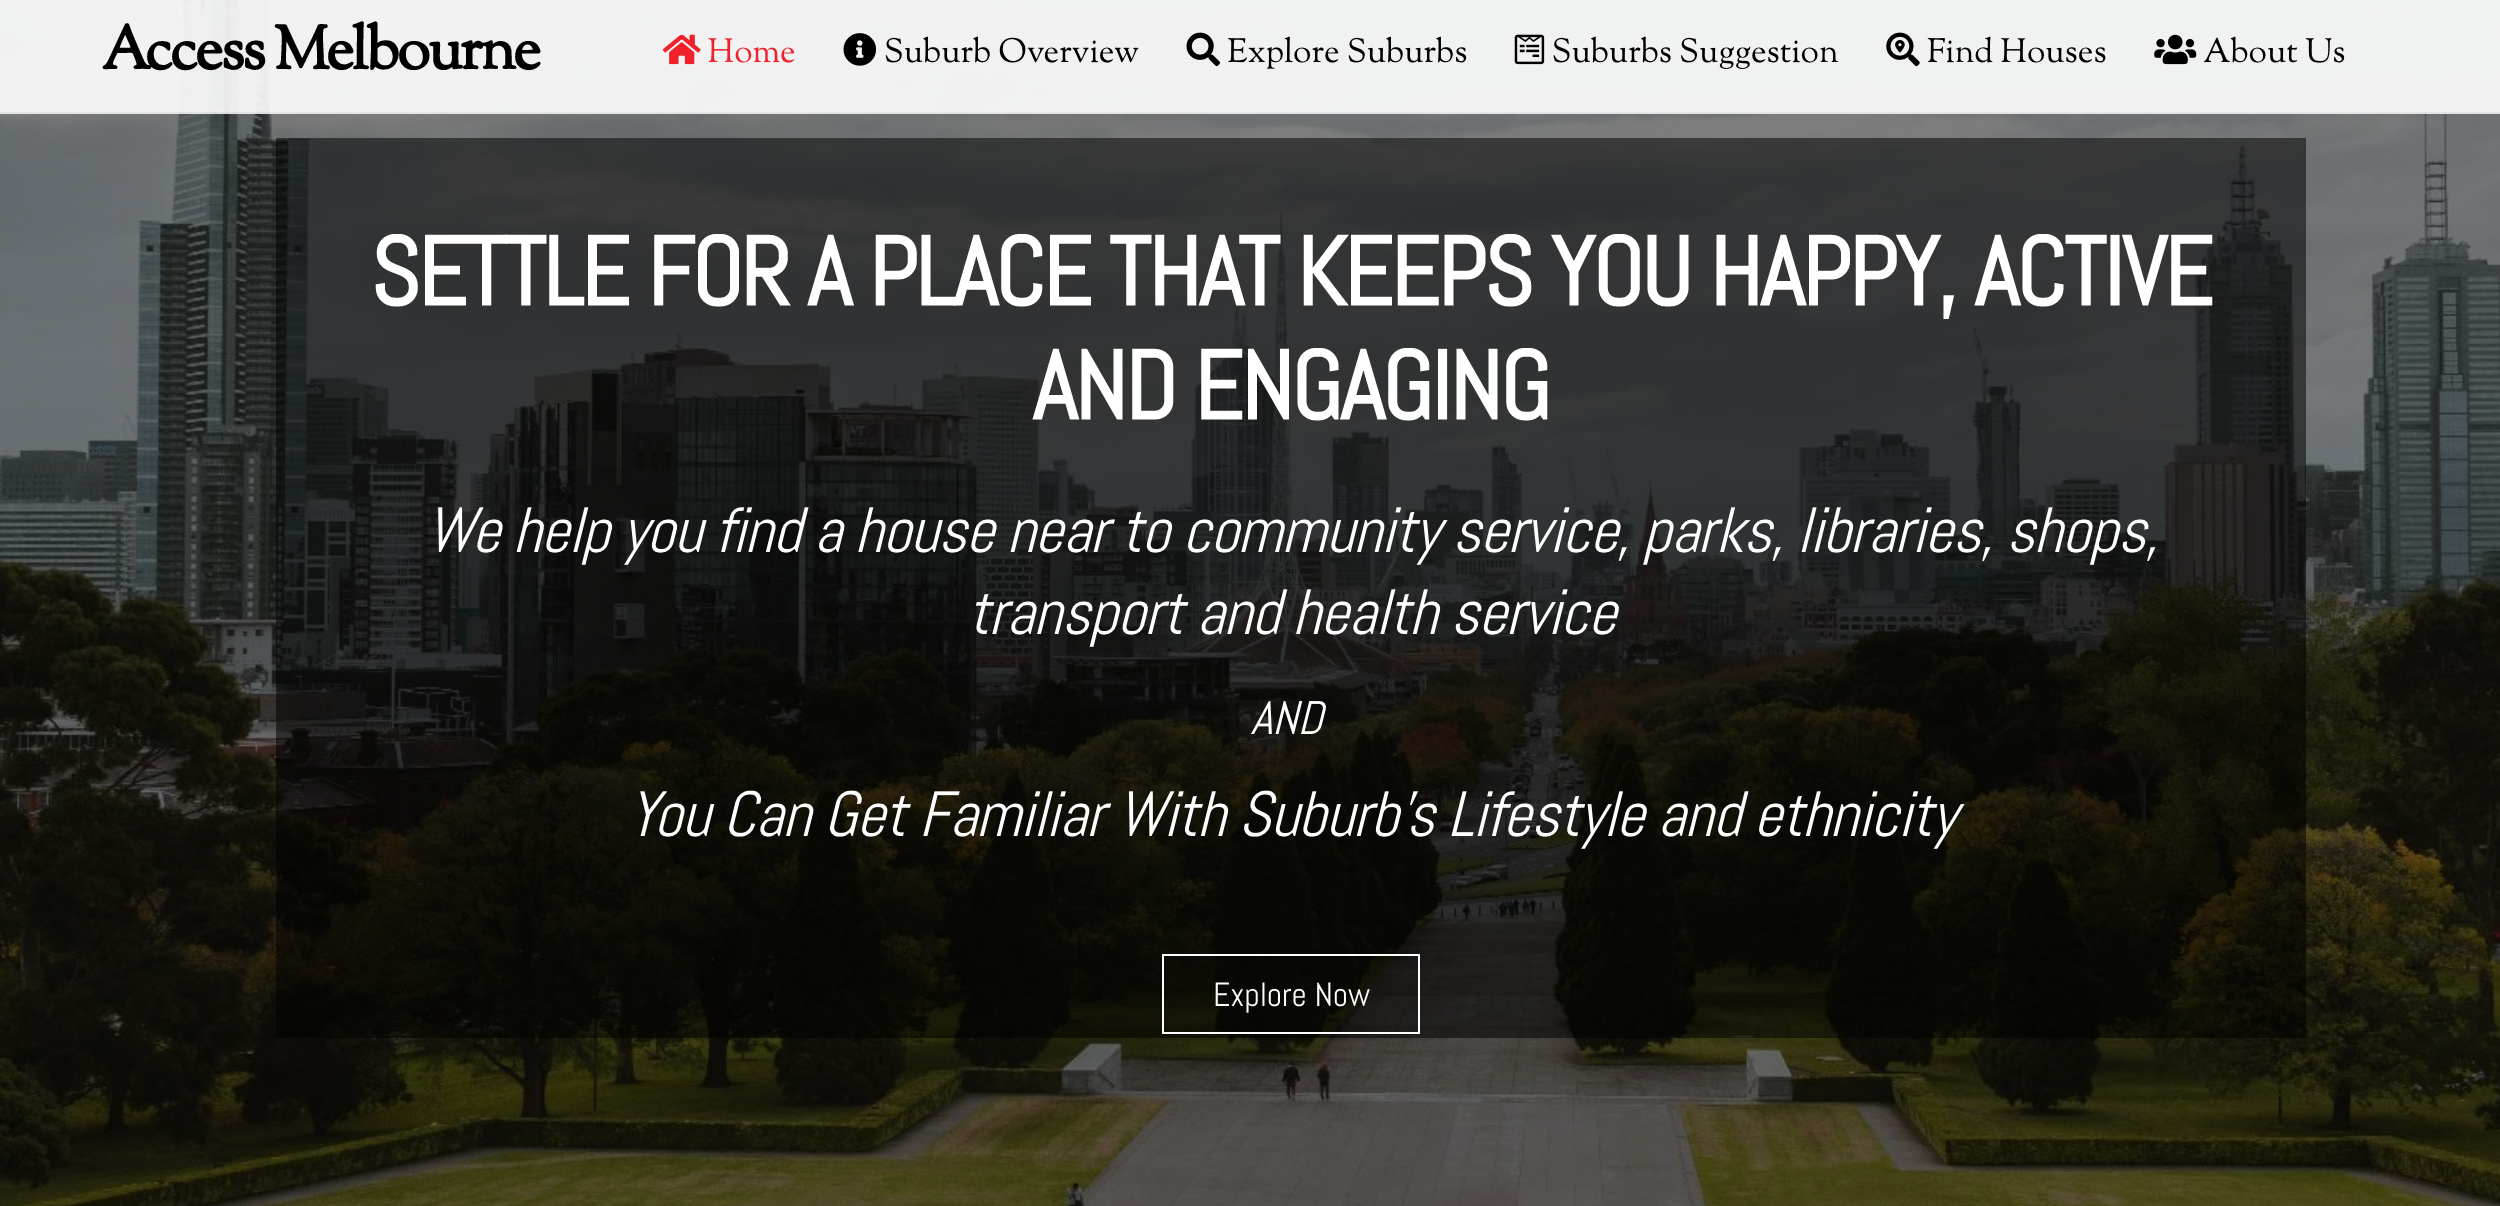 Access Melbourne
Home Suburb Overview Explore Suburbs Suburbs Suggestion Find Houses About Us
SETTLE FOR A PLACE THAT KEEPS YOU HAPPY, ACTIVE
AND ENGAGING
We help you find a house near to community service, parks, libraries, shops,
transport and health service
AND
You Can Get Familiar With Suburb's Lifestyle and ethnicity
Explore Now